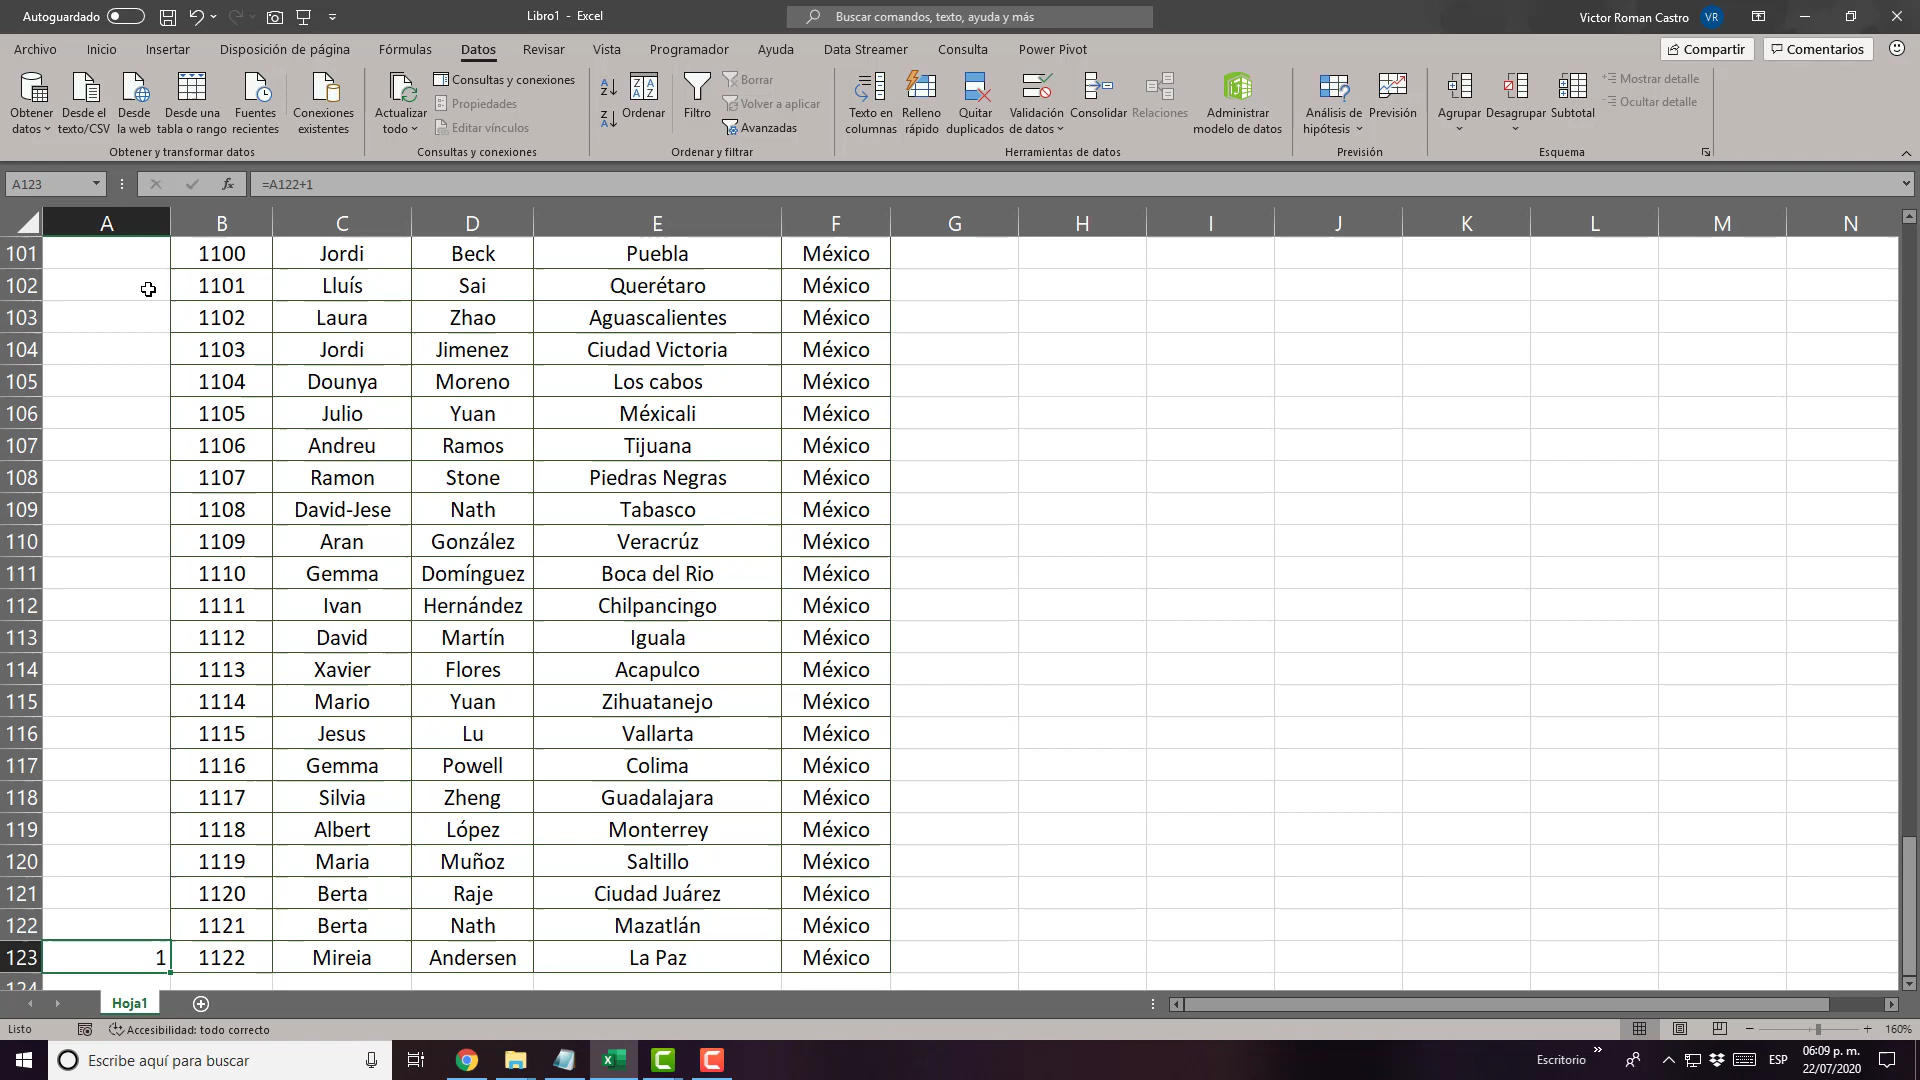 Autoguardado Libro1 - Excel Buscar comandos, texto, ayuda y más Victor Roman Castro VR
Archivo Inicio Insertar Disposición de página Fórmulas Datos Revisar Vista Programador Ayuda Data Streamer Consulta Power Pivot Compartir Comentarios
Obtener datos
Desde el texto/CSV
Desde la web
Desde una tabla o rango
Fuentes recientes
Conexiones existentes
Obtener y transformar datos
Actualizar todo
Consultas y conexiones
Propiedades
Editar vínculos
Consultas y conexiones
Ordenar
Filtro
Borrar
Volver a aplicar
Avanzadas
Ordenar y filtrar
Texto en columnas
Relleno rápido
Quitar duplicados
Validación de datos
Consolidar
Relaciones
Administrar modelo de datos
Herramientas de datos
Análisis de hipótesis
Previsión
Previsión
Agrupar
Desagrupar
Subtotal
Mostrar detalle
Ocultar detalle
Esquema
A123 fx =A122+1
A B C D E F G H I J K L M N
101 1100 Jordi Beck Puebla México
102 1101 Lluís Sai Querétaro México
103 1102 Laura Zhao Aguascalientes México
104 1103 Jordi Jimenez Ciudad Victoria México
105 1104 Dounya Moreno Los cabos México
106 1105 Julio Yuan Méxicali México
107 1106 Andreu Ramos Tijuana México
108 1107 Ramon Stone Piedras Negras México
109 1108 David-Jese Nath Tabasco México
110 1109 Aran González Veracrúz México
111 1110 Gemma Domínguez Boca del Rio México
112 1111 Ivan Hernández Chilpancingo México
113 1112 David Martín Iguala México
114 1113 Xavier Flores Acapulco México
115 1114 Mario Yuan Zihuatanejo México
116 1115 Jesus Lu Vallarta México
117 1116 Gemma Powell Colima México
118 1117 Silvia Zheng Guadalajara México
119 1118 Albert López Monterrey México
120 1119 Maria Muñoz Saltillo México
121 1120 Berta Raje Ciudad Juárez México
122 1121 Berta Nath Mazatlán México
123 1 1122 Mireia Andersen La Paz México
124
Hoja1
Listo Accesibilidad: todo correcto 160%
Escribe aquí para buscar Escritorio » ESP 06:09 p. m.
22/07/2020